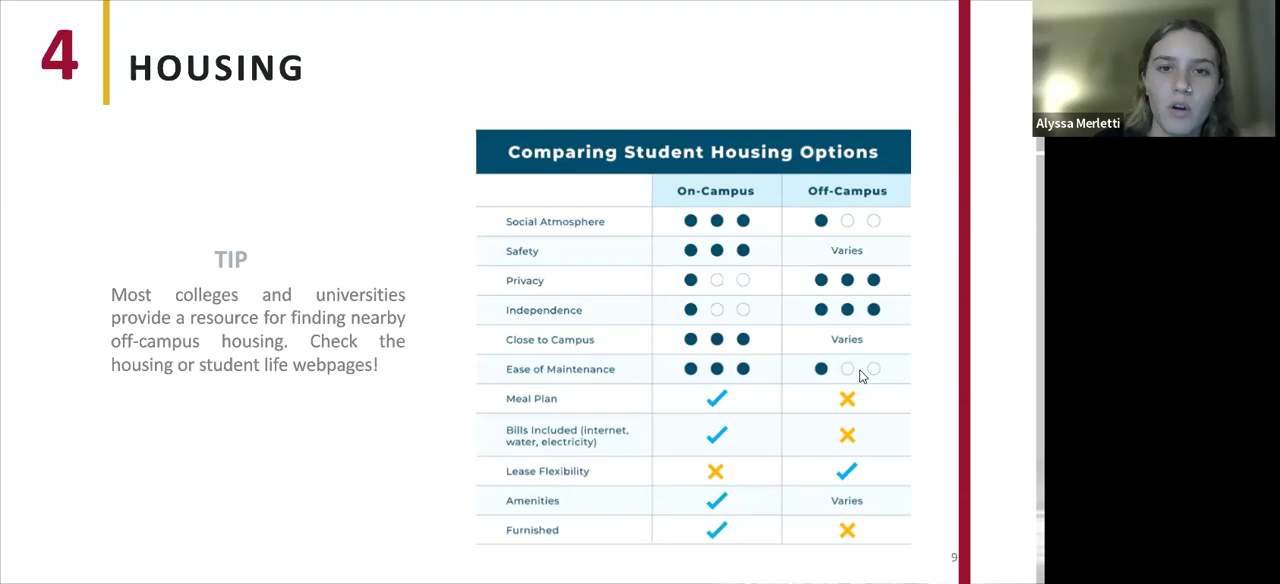 4
HOUSING
TIP
Most colleges and universities
provide a resource for finding nearby
off-campus housing. Check the
housing or student life webpages!
Comparing Student Housing Options
On-Campus Off-Campus
Social Atmosphere
Safety Varies
Privacy
Independence
Close to Campus Varies
Ease of Maintenance
Meal Plan
Bills Included (internet,
water, electricity)
Lease Flexibility
Amenities Varies
Furnished
9
Alyssa Merletti